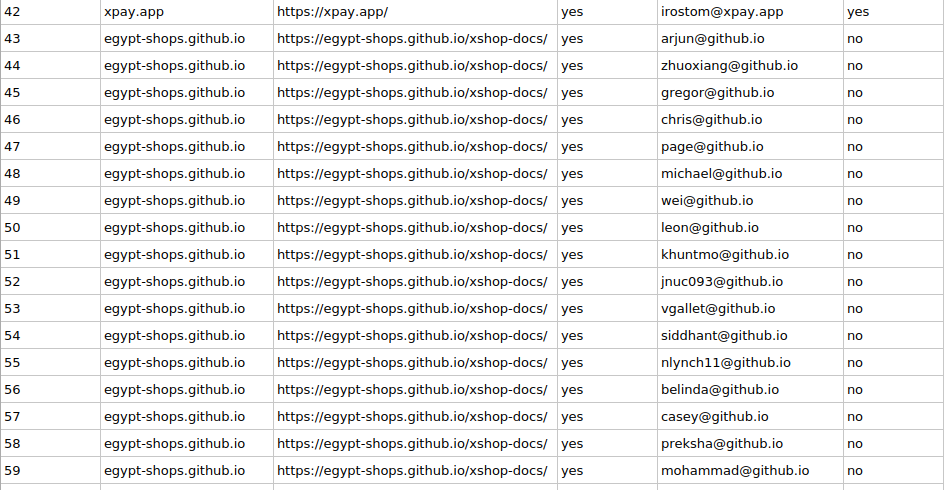 42 xpay.app https://xpay.app/ yes irostom@xpay.app yes
43 egypt-shops.github.io https://egypt-shops.github.io/xshop-docs/ yes arjun@github.io no
44 egypt-shops.github.io https://egypt-shops.github.io/xshop-docs/ yes zhuoxiang@github.io no
45 egypt-shops.github.io https://egypt-shops.github.io/xshop-docs/ yes gregor@github.io no
46 egypt-shops.github.io https://egypt-shops.github.io/xshop-docs/ yes chris@github.io no
47 egypt-shops.github.io https://egypt-shops.github.io/xshop-docs/ yes page@github.io no
48 egypt-shops.github.io https://egypt-shops.github.io/xshop-docs/ yes michael@github.io no
49 egypt-shops.github.io https://egypt-shops.github.io/xshop-docs/ yes wei@github.io no
50 egypt-shops.github.io https://egypt-shops.github.io/xshop-docs/ yes leon@github.io no
51 egypt-shops.github.io https://egypt-shops.github.io/xshop-docs/ yes khuntmo@github.io no
52 egypt-shops.github.io https://egypt-shops.github.io/xshop-docs/ yes jnuc093@github.io no
53 egypt-shops.github.io https://egypt-shops.github.io/xshop-docs/ yes vgallet@github.io no
54 egypt-shops.github.io https://egypt-shops.github.io/xshop-docs/ yes siddhant@github.io no
55 egypt-shops.github.io https://egypt-shops.github.io/xshop-docs/ yes nlynch11@github.io no
56 egypt-shops.github.io https://egypt-shops.github.io/xshop-docs/ yes belinda@github.io no
57 egypt-shops.github.io https://egypt-shops.github.io/xshop-docs/ yes casey@github.io no
58 egypt-shops.github.io https://egypt-shops.github.io/xshop-docs/ yes preksha@github.io no
59 egypt-shops.github.io https://egypt-shops.github.io/xshop-docs/ yes mohammad@github.io no